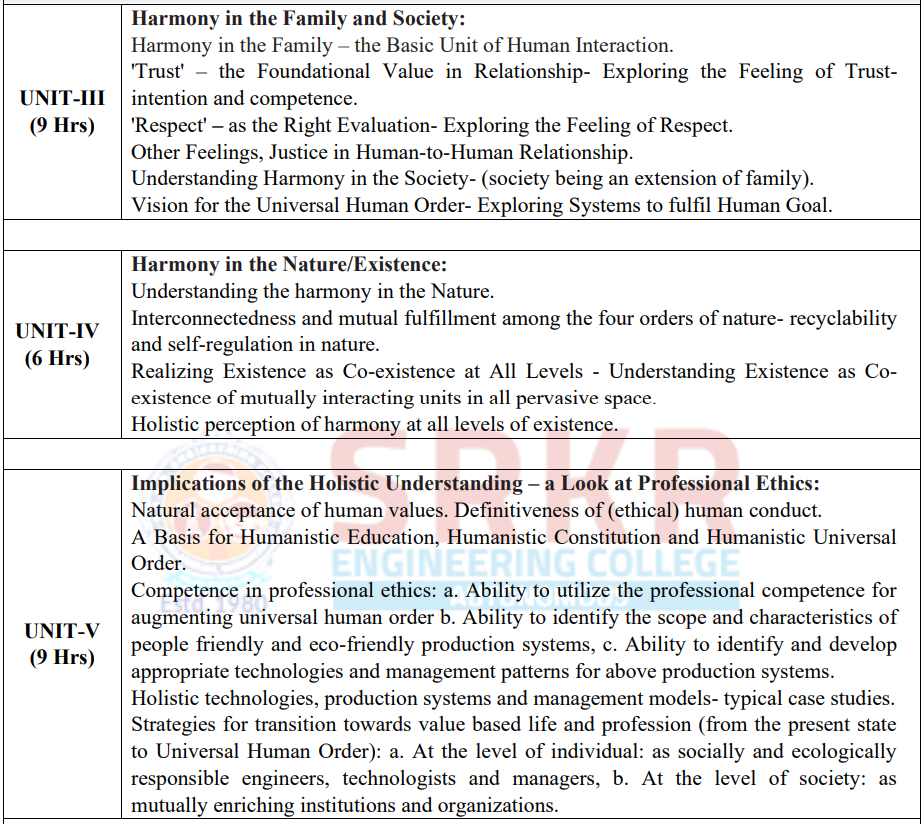 Harmony in the Family and Society:
Harmony in the Family – the Basic Unit of Human Interaction.
'Trust' – the Foundational Value in Relationship- Exploring the Feeling of Trust-
intention and competence.
UNIT-III
(9 Hrs)
'Respect' – as the Right Evaluation- Exploring the Feeling of Respect.
Other Feelings, Justice in Human-to-Human Relationship.
Understanding Harmony in the Society- (society being an extension of family).
Vision for the Universal Human Order- Exploring Systems to fulfil Human Goal.
Harmony in the Nature/Existence:
Understanding the harmony in the Nature.
UNIT-IV
(6 Hrs)
Interconnectedness and mutual fulfillment among the four orders of nature- recyclability
and self-regulation in nature.
Realizing Existence as Co-existence at All Levels - Understanding Existence as Co-
existence of mutually interacting units in all pervasive space.
Holistic perception of harmony at all levels of existence.
SRKR
ENGINEERING COLLEGE
AUTONOMOUS
Estd. 1980
UNIT-V
(9 Hrs)
Implications of the Holistic Understanding – a Look at Professional Ethics:
Natural acceptance of human values. Definitiveness of (ethical) human conduct.
A Basis for Humanistic Education, Humanistic Constitution and Humanistic Universal
Order.
Competence in professional ethics: a. Ability to utilize the professional competence for
augmenting universal human order b. Ability to identify the scope and characteristics of
people friendly and eco-friendly production systems, c. Ability to identify and develop
appropriate technologies and management patterns for above production systems.
Holistic technologies, production systems and management models- typical case studies.
Strategies for transition towards value based life and profession (from the present state
to Universal Human Order): a. At the level of individual: as socially and ecologically
responsible engineers, technologists and managers, b. At the level of society: as
mutually enriching institutions and organizations.